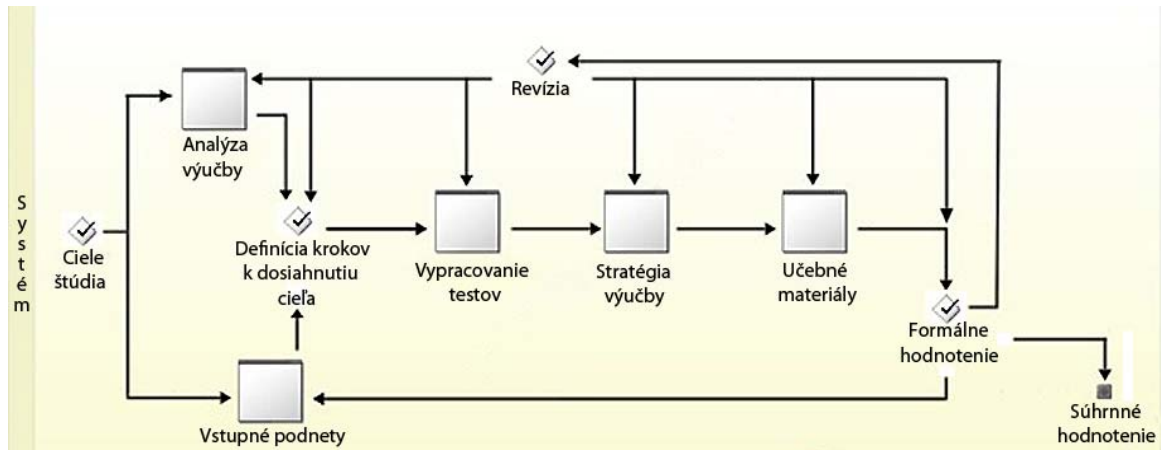 Systém
Revízia
Analýza
výučby
Ciele
štúdia
Definícia krokov
k dosiahnutiu
cieľa
Vypracovanie
testov
Stratégia
výučby
Učebné
materiály
Formálne
hodnotenie
Vstupné podnety
Súhrnné
hodnotenie